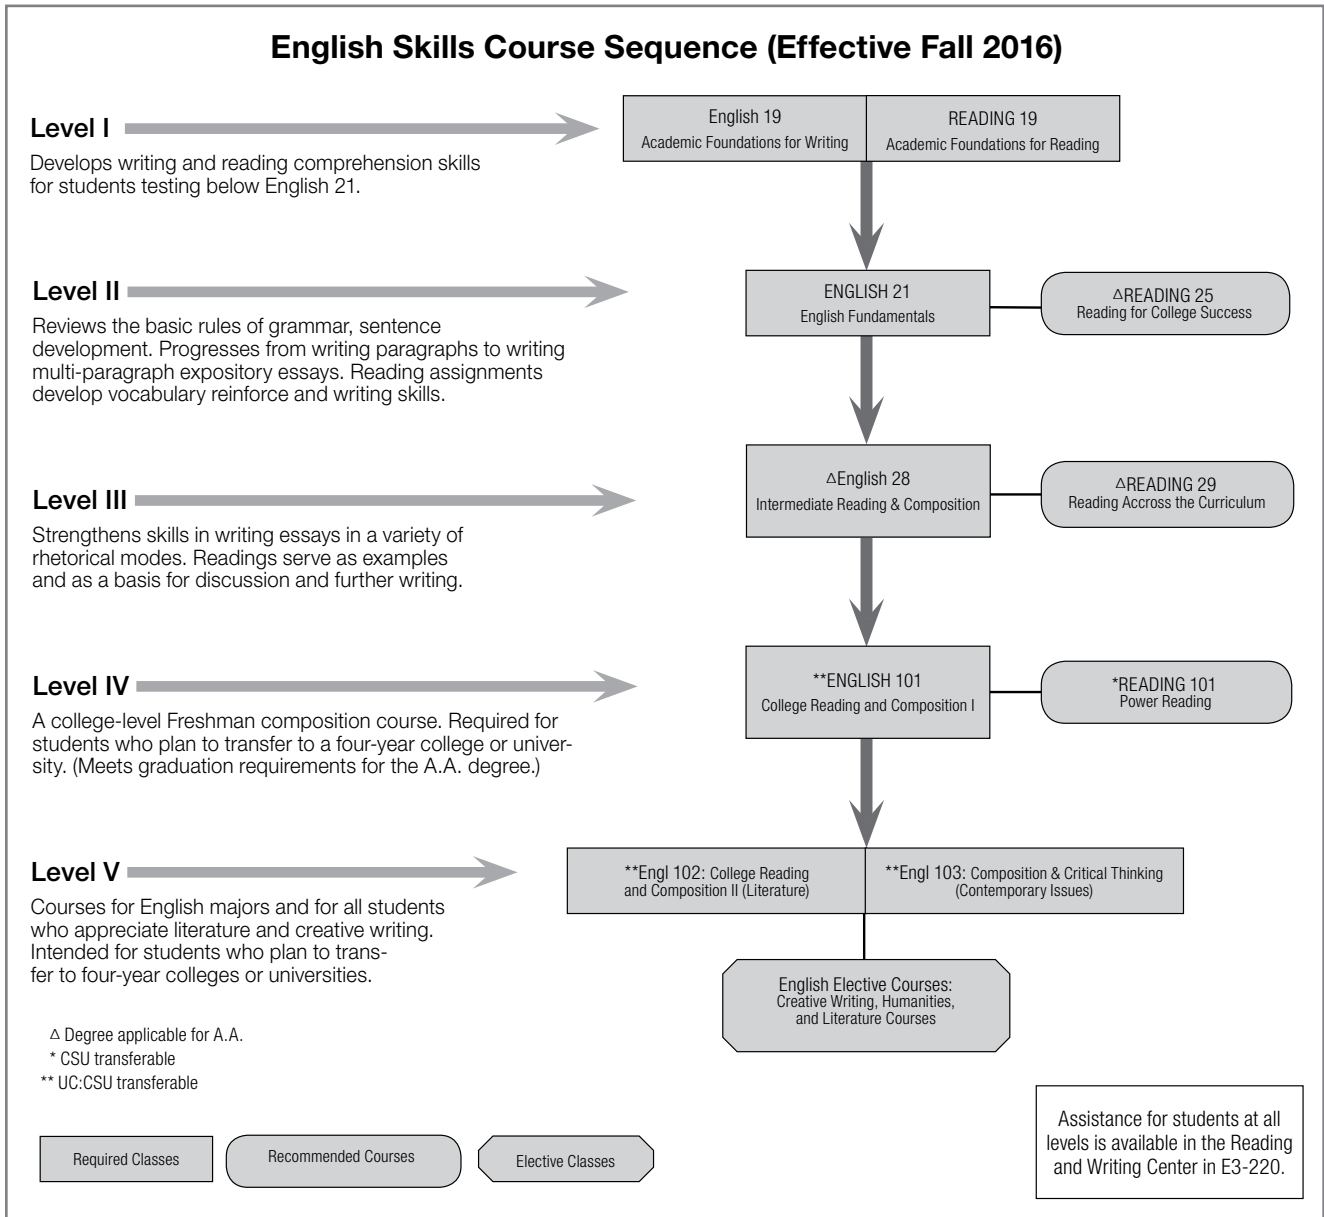 English Skills Course Sequence (Effective Fall 2016)
Level I
Develops writing and reading comprehension skills
for students testing below English 21.
English 19
Academic Foundations for Writing
READING 19
Academic Foundations for Reading
Level II
Reviews the basic rules of grammar, sentence
development. Progresses from writing paragraphs to writing
multi-paragraph expository essays. Reading assignments
develop vocabulary reinforce and writing skills.
ENGLISH 21
English Fundamentals
△READING 25
Reading for College Success
Level III
Strengthens skills in writing essays in a variety of
rhetorical modes. Readings serve as examples
and as a basis for discussion and further writing.
△English 28
Intermediate Reading & Composition
△READING 29
Reading Accross the Curriculum
Level IV
A college-level Freshman composition course. Required for
students who plan to transfer to a four-year college or univer-
sity. (Meets graduation requirements for the A.A. degree.)
**ENGLISH 101
College Reading and Composition I
*READING 101
Power Reading
Level V
Courses for English majors and for all students
who appreciate literature and creative writing.
Intended for students who plan to trans-
fer to four-year colleges or universities.
**Engl 102: College Reading
and Composition II (Literature)
**Engl 103: Composition & Critical Thinking
(Contemporary Issues)
English Elective Courses:
Creative Writing, Humanities,
and Literature Courses
△ Degree applicable for A.A.
* CSU transferable
** UC:CSU transferable
Required Classes
Recommended Courses
Elective Classes
Assistance for students at all
levels is available in the Reading
and Writing Center in E3-220.